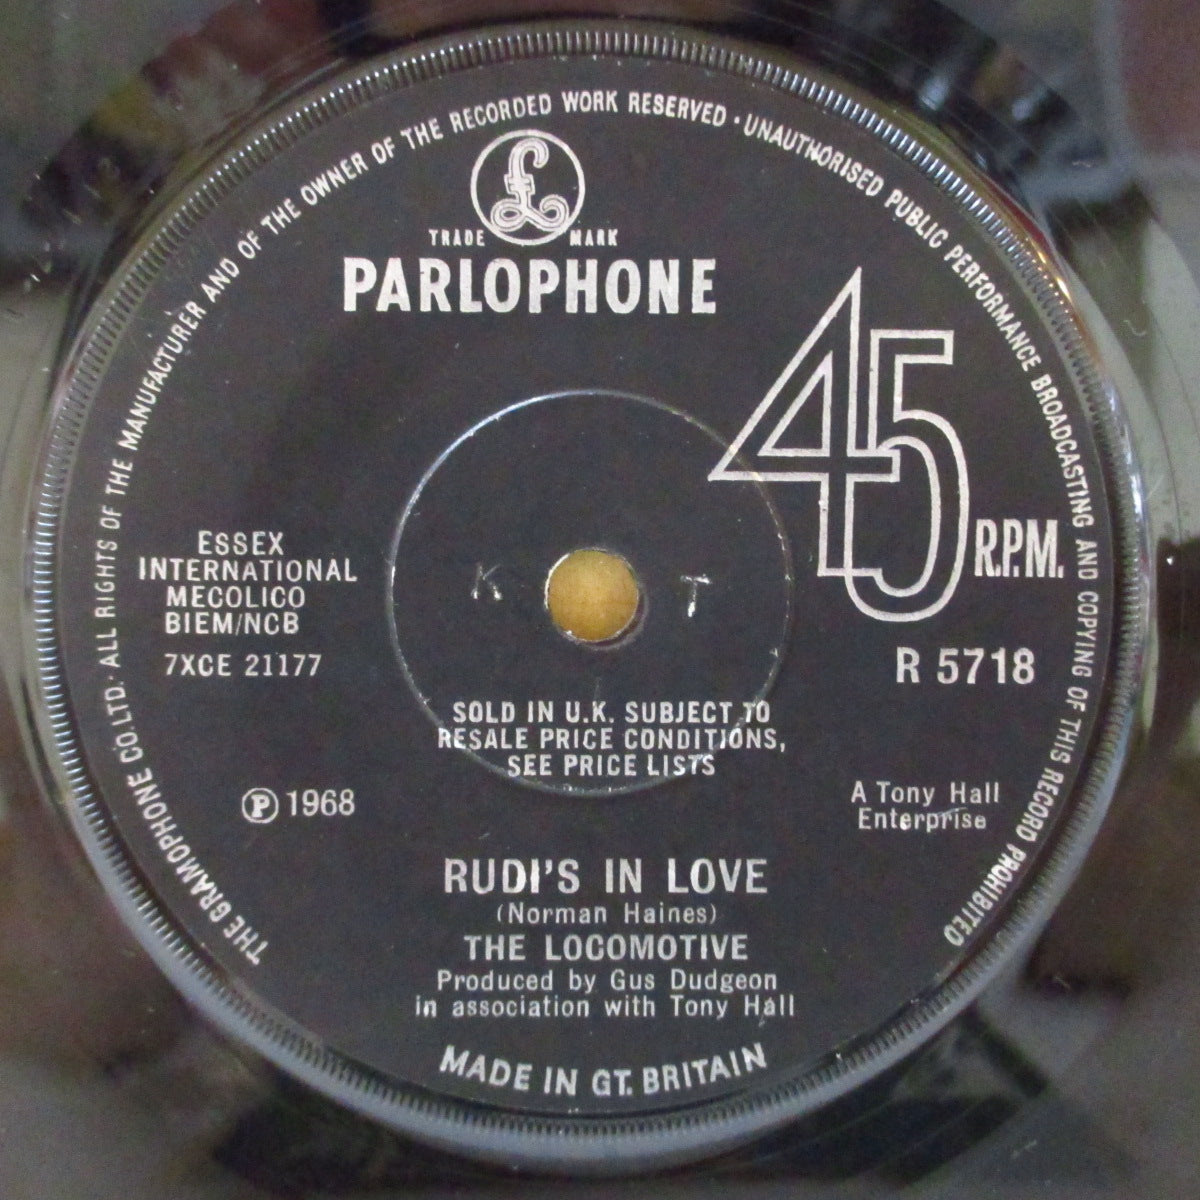 THE GRAMOPHONE CO.LTD. · ALL RIGHTS OF THE MANUFACTURER AND OF THE OWNER OF THE RECORDED WORK RESERVED · UNAUTHORISED PUBLIC PERFORMANCE BROADCASTING AND COPYING OF THIS RECORD PROHIBITED
£
TRADE MARK
PARLOPHONE
45 R.P.M.
ESSEX
INTERNATIONAL
MECOLICO
BIEM/NCB
7XCE 21177
K T
R 5718
SOLD IN U.K. SUBJECT TO
RESALE PRICE CONDITIONS,
SEE PRICE LISTS
Ⓟ 1968
A Tony Hall
Enterprise
RUDI'S IN LOVE
(Norman Haines)
THE LOCOMOTIVE
Produced by Gus Dudgeon
in association with Tony Hall
MADE IN GT. BRITAIN